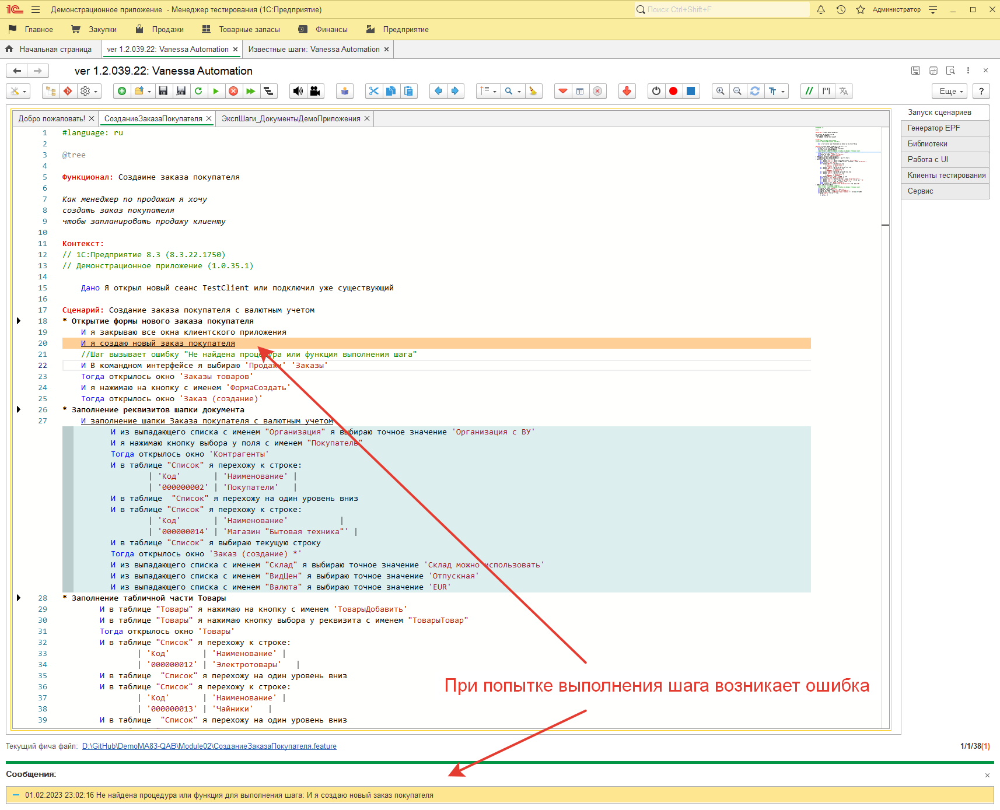 Демонстрационное приложение - Менеджер тестирования (1С:Предприятие)
Поиск Ctrl+Shift+F
Администратор
Главное
Закупки
Продажи
Товарные запасы
Финансы
Предприятие
Начальная страница
ver 1.2.039.22: Vanessa Automation
Известные шаги: Vanessa Automation
ver 1.2.039.22: Vanessa Automation
Еще
?
Добро пожаловать!
СозданиеЗаказаПокупателя
ЭкспШаги_ДокументыДемоПриложения
Запуск сценариев
Генератор EPF
Библиотеки
Работа с UI
Клиенты тестирования
Сервис
1 #language: ru
2
3 @tree
4
5 Функционал: Создаине заказа покупателя
6
7 Как менеджер по продажам я хочу
8 создать заказ покупателя
9 чтобы запланировать продажу клиенту
10
11 Контекст:
12 // 1С:Предприятие 8.3 (8.3.22.1750)
13 // Демонстрационное приложение (1.0.35.1)
14
15 Дано Я открыл новый сеанс TestClient или подключил уже существующий
16
17 Сценарий: Создание заказа покупателя с валютным учетом
18 * Открытие формы нового заказа покупателя
19 И я закрываю все окна клиентского приложения
20 И я создаю новый заказ покупателя
21 //Шаг вызывает ошибку "Не найдена процедура или функция выполнения шага"
22 И В командном интерфейсе я выбираю 'Продажи' 'Заказы'
23 Тогда открылось окно 'Заказы товаров'
24 И я нажимаю на кнопку с именем 'ФормаСоздать'
25 Тогда открылось окно 'Заказ (создание)'
26 * Заполнение реквизитов шапки документа
27 И заполнение шапки Заказа покупателя с валютным учетом
И из выпадающего списка с именем "Организация" я выбираю точное значение 'Организация с ВУ'
И я нажимаю кнопку выбора у поля с именем "Покупатель"
Тогда открылось окно 'Контрагенты'
И в таблице "Список" я перехожу к строке:
| 'Код' | 'Наименование' |
| '000000002' | 'Покупатели' |
И в таблице "Список" я перехожу на один уровень вниз
И в таблице "Список" я перехожу к строке:
| 'Код' | 'Наименование' |
| '000000014' | 'Магазин "Бытовая техника"' |
И в таблице "Список" я выбираю текущую строку
Тогда открылось окно 'Заказ (создание) *'
И из выпадающего списка с именем "Склад" я выбираю точное значение 'Склад можно использовать'
И из выпадающего списка с именем "ВидЦен" я выбираю точное значение 'Отпускная'
И из выпадающего списка с именем "Валюта" я выбираю точное значение 'EUR'
28 * Заполнение табличной части Товары
29 И в таблице "Товары" я нажимаю на кнопку с именем 'ТоварыДобавить'
30 И в таблице "Товары" я нажимаю кнопку выбора у реквизита с именем "ТоварыТовар"
31 Тогда открылось окно 'Товары'
32 И в таблице "Список" я перехожу к строке:
33 | 'Код' | 'Наименование' |
34 | '000000012' | 'Электротовары' |
35 И в таблице "Список" я перехожу на один уровень вниз
36 И в таблице "Список" я перехожу к строке:
37 | 'Код' | 'Наименование' |
38 | '000000013' | 'Чайники' |
39 И в таблице "Список" я перехожу на один уровень вниз
При попытке выполнения шага возникает ошибка
Текущий фича файл: D:\GitHub\DemoMA83-QAB\Module02\СозданиеЗаказаПокупателя.feature
1/1/38(1)
Сообщения:
01.02.2023 23:02:16 Не найдена процедура или функция для выполнения шага: И я создаю новый заказ покупателя